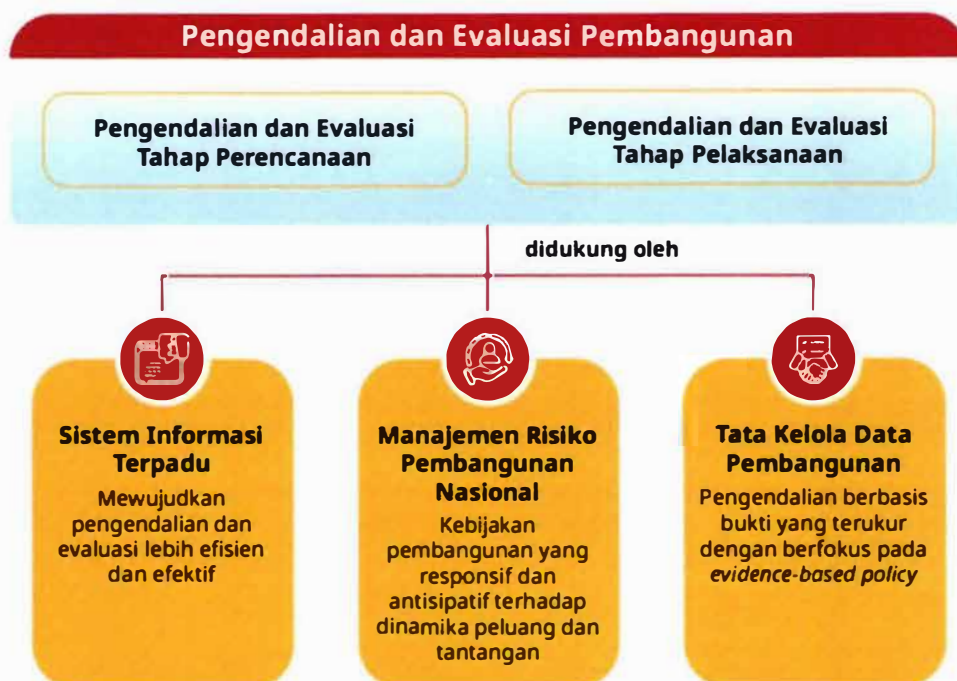 Pengendalian dan Evaluasi Pembangunan
Pengendalian dan Evaluasi
Tahap Perencanaan
Pengendalian dan Evaluasi
Tahap Pelaksanaan
didukung oleh
Sistem Informasi
Terpadu
Mewujudkan
pengendalian dan
evaluasi lebih efisien
dan efektif
Manajemen Risiko
Pembangunan
Nasional
Kebijakan
pembangunan yang
responsif dan
antisipatif terhadap
dinamika peluang dan
tantangan
Tata Kelola Data
Pembangunan
Pengendalian berbasis
bukti yang terukur
dengan berfokus pada
evidence-based policy